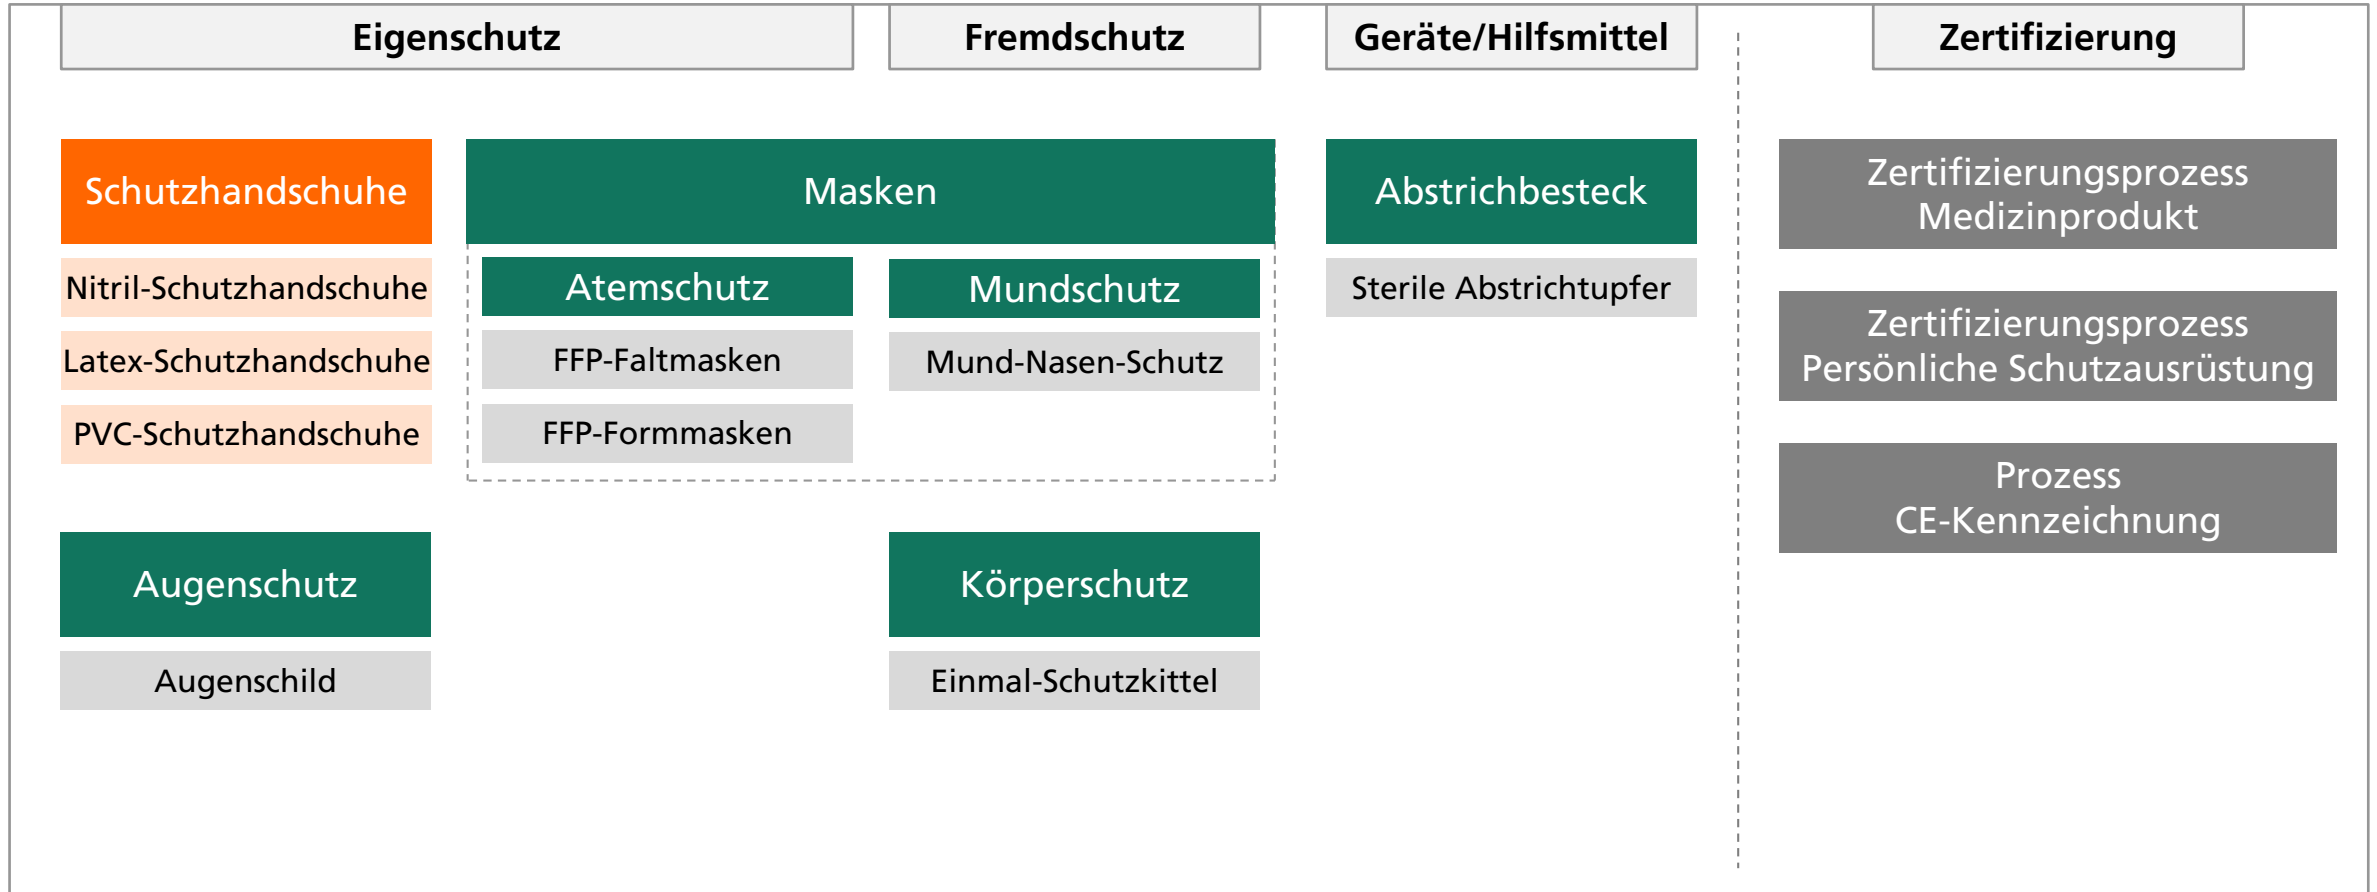 Eigenschutz
Fremdschutz
Geräte/Hilfsmittel
Zertifizierung
Schutzhandschuhe
Nitril-Schutzhandschuhe
Latex-Schutzhandschuhe
PVC-Schutzhandschuhe
Masken
Atemschutz
FFP-Faltmasken
FFP-Formmasken
Mundschutz
Mund-Nasen-Schutz
Abstrichbesteck
Sterile Abstrichtupfer
Zertifizierungsprozess
Medizinprodukt
Zertifizierungsprozess
Persönliche Schutzausrüstung
Prozess
CE-Kennzeichnung
Augenschutz
Augenschild
Körperschutz
Einmal-Schutzkittel